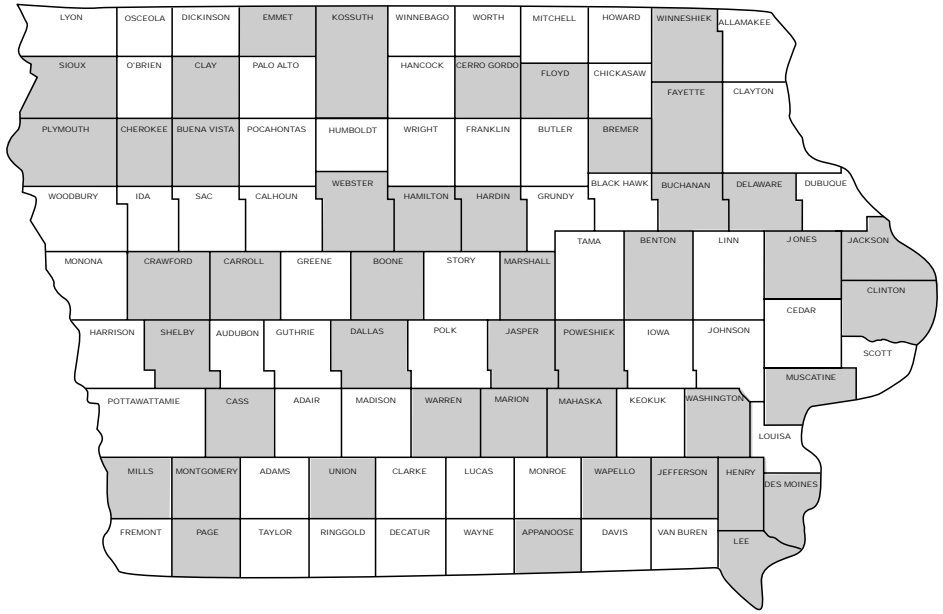 LYON OSCEOLA DICKINSON EMMET KOSSUTH WINNEBAGO WORTH MITCHELL HOWARD WINNESHIEK ALLAMAKEE
SIOUX O'BRIEN CLAY PALO ALTO HANCOCK CERRO GORDO FLOYD CHICKASAW FAYETTE CLAYTON
PLYMOUTH CHEROKEE BUENA VISTA POCAHONTAS HUMBOLDT WRIGHT FRANKLIN BUTLER BREMER
WOODBURY IDA SAC CALHOUN WEBSTER HAMILTON HARDIN GRUNDY BLACK HAWK BUCHANAN DELAWARE DUBUQUE
MONONA CRAWFORD CARROLL GREENE BOONE STORY MARSHALL TAMA BENTON LINN JONES JACKSON
CLINTON
CEDAR
HARRISON SHELBY AUDUBON GUTHRIE DALLAS POLK JASPER POWESHIEK IOWA JOHNSON
SCOTT
MUSCATINE
POTTAWATTAMIE CASS ADAIR MADISON WARREN MARION MAHASKA KEOKUK WASHINGTON
LOUISA
MILLS MONTGOMERY ADAMS UNION CLARKE LUCAS MONROE WAPELLO JEFFERSON HENRY
DES MOINES
FREMONT PAGE TAYLOR RINGGOLD DECATUR WAYNE APPANOOSE DAVIS VAN BUREN LEE